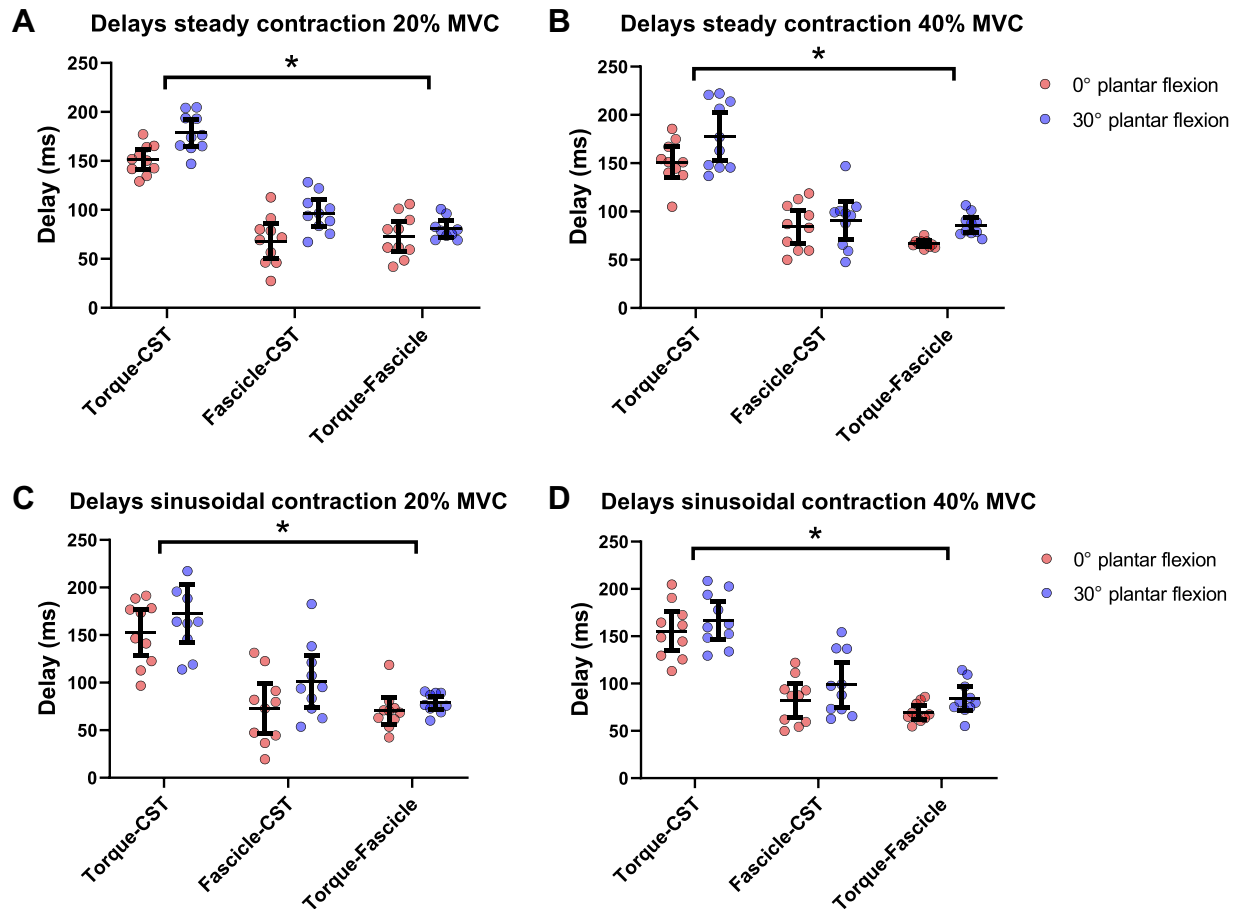 A
Delays steady contraction 20% MVC
*
Delay (ms)
250
200
150
100
50
0
Torque-CST
Fascicle-CST
Torque-Fascicle
B
Delays steady contraction 40% MVC
*
Delay (ms)
250
200
150
100
50
0
Torque-CST
Fascicle-CST
Torque-Fascicle
0° plantar flexion
30° plantar flexion
C
Delays sinusoidal contraction 20% MVC
*
Delay (ms)
250
200
150
100
50
0
Torque-CST
Fascicle-CST
Torque-Fascicle
D
Delays sinusoidal contraction 40% MVC
*
Delay (ms)
250
200
150
100
50
0
Torque-CST
Fascicle-CST
Torque-Fascicle
0° plantar flexion
30° plantar flexion